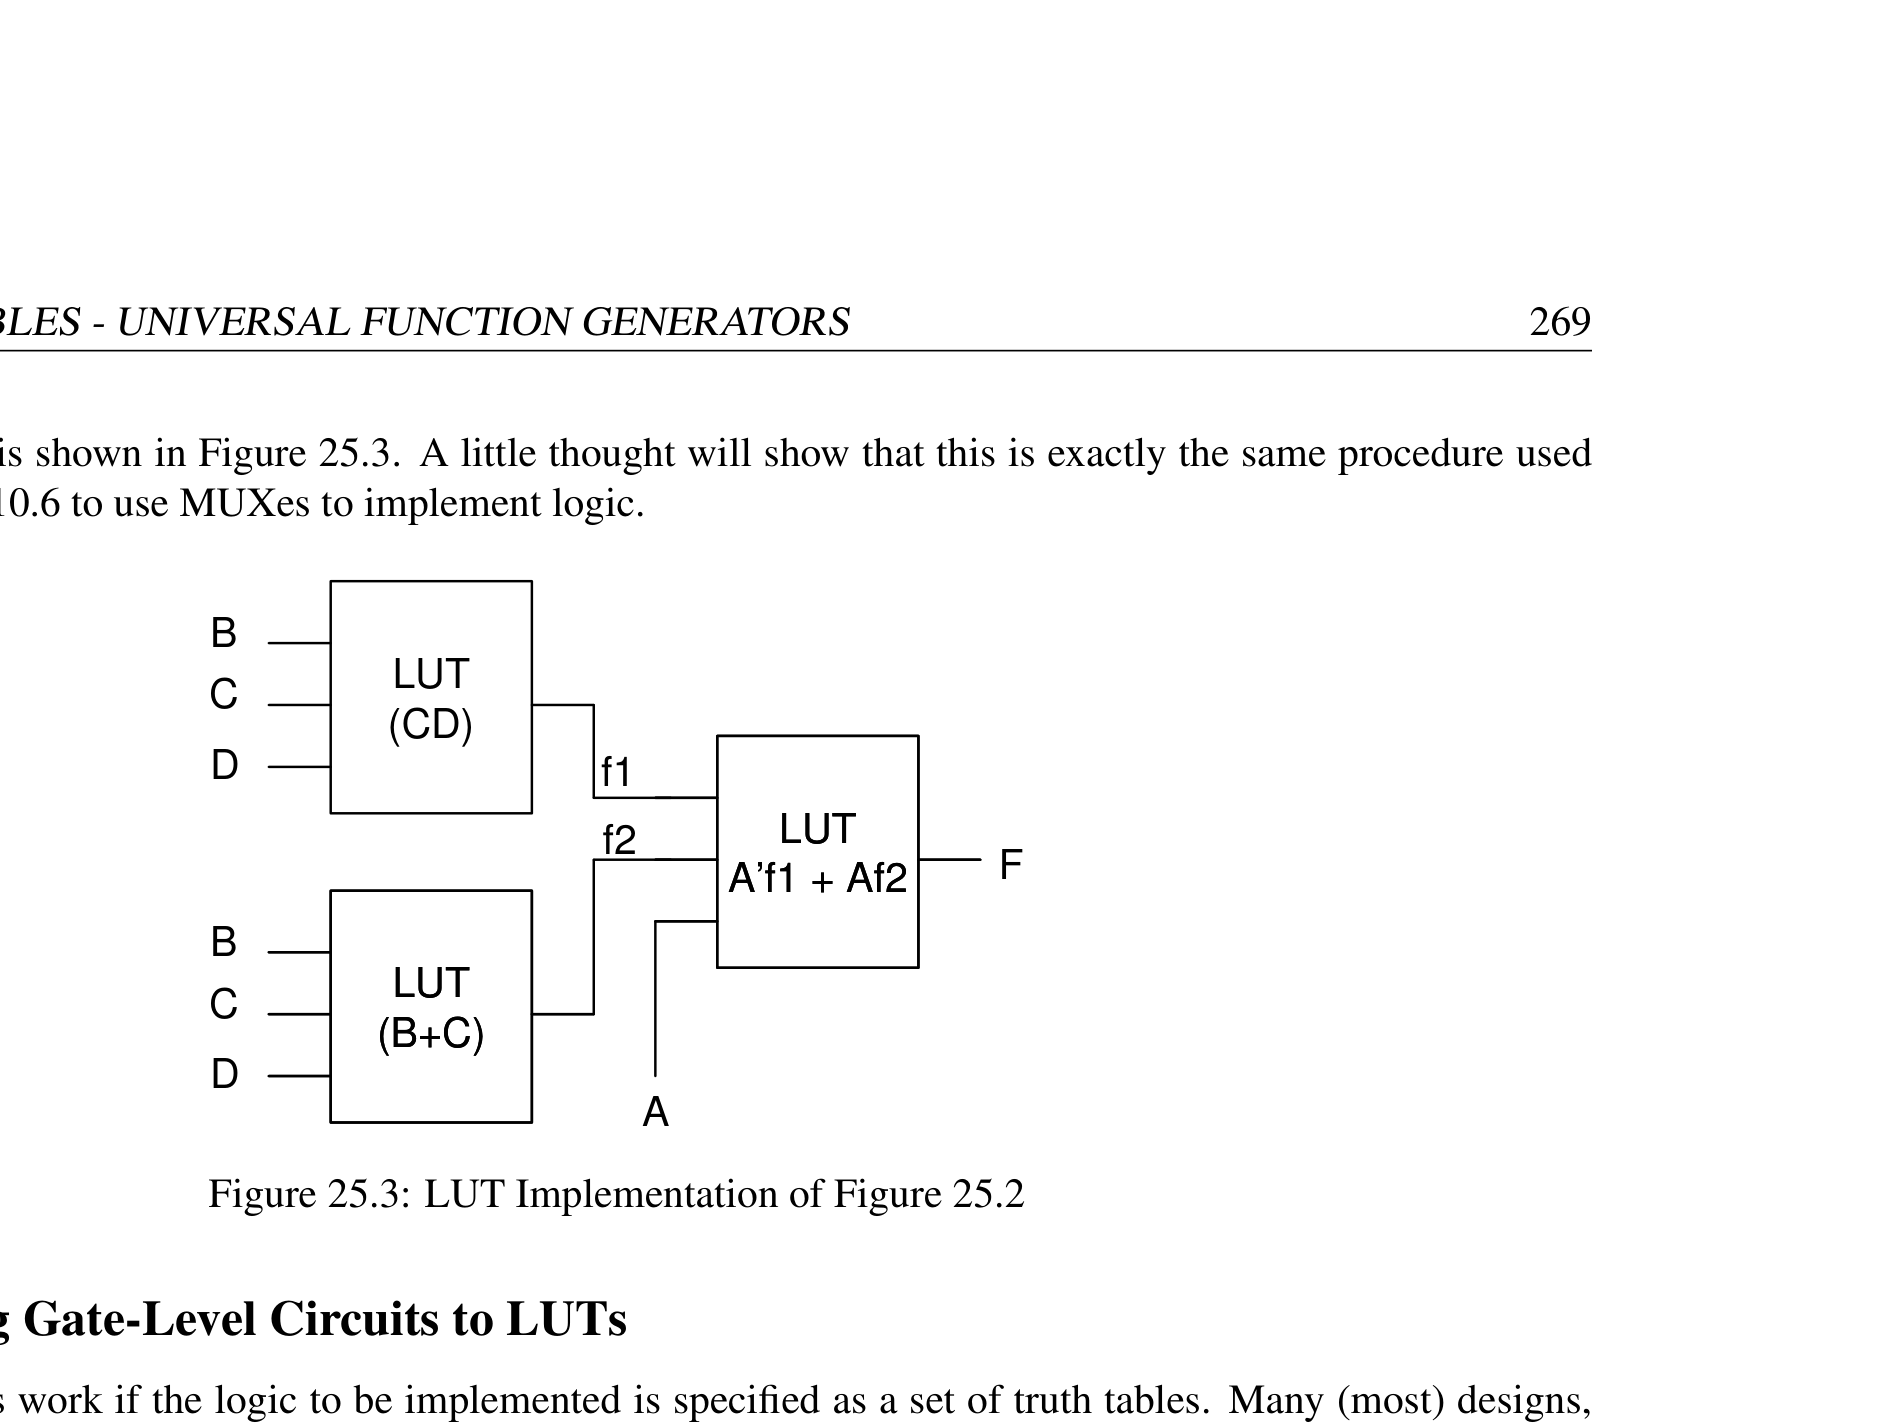 BLES - UNIVERSAL FUNCTION GENERATORS 269
is shown in Figure 25.3. A little thought will show that this is exactly the same procedure used
10.6 to use MUXes to implement logic.
B
C
D
LUT
(CD)
f1
f2
LUT
A'f1 + Af2
F
B
C
D
LUT
(B+C)
A
Figure 25.3: LUT Implementation of Figure 25.2
g Gate-Level Circuits to LUTs
s work if the logic to be implemented is specified as a set of truth tables. Many (most) designs,